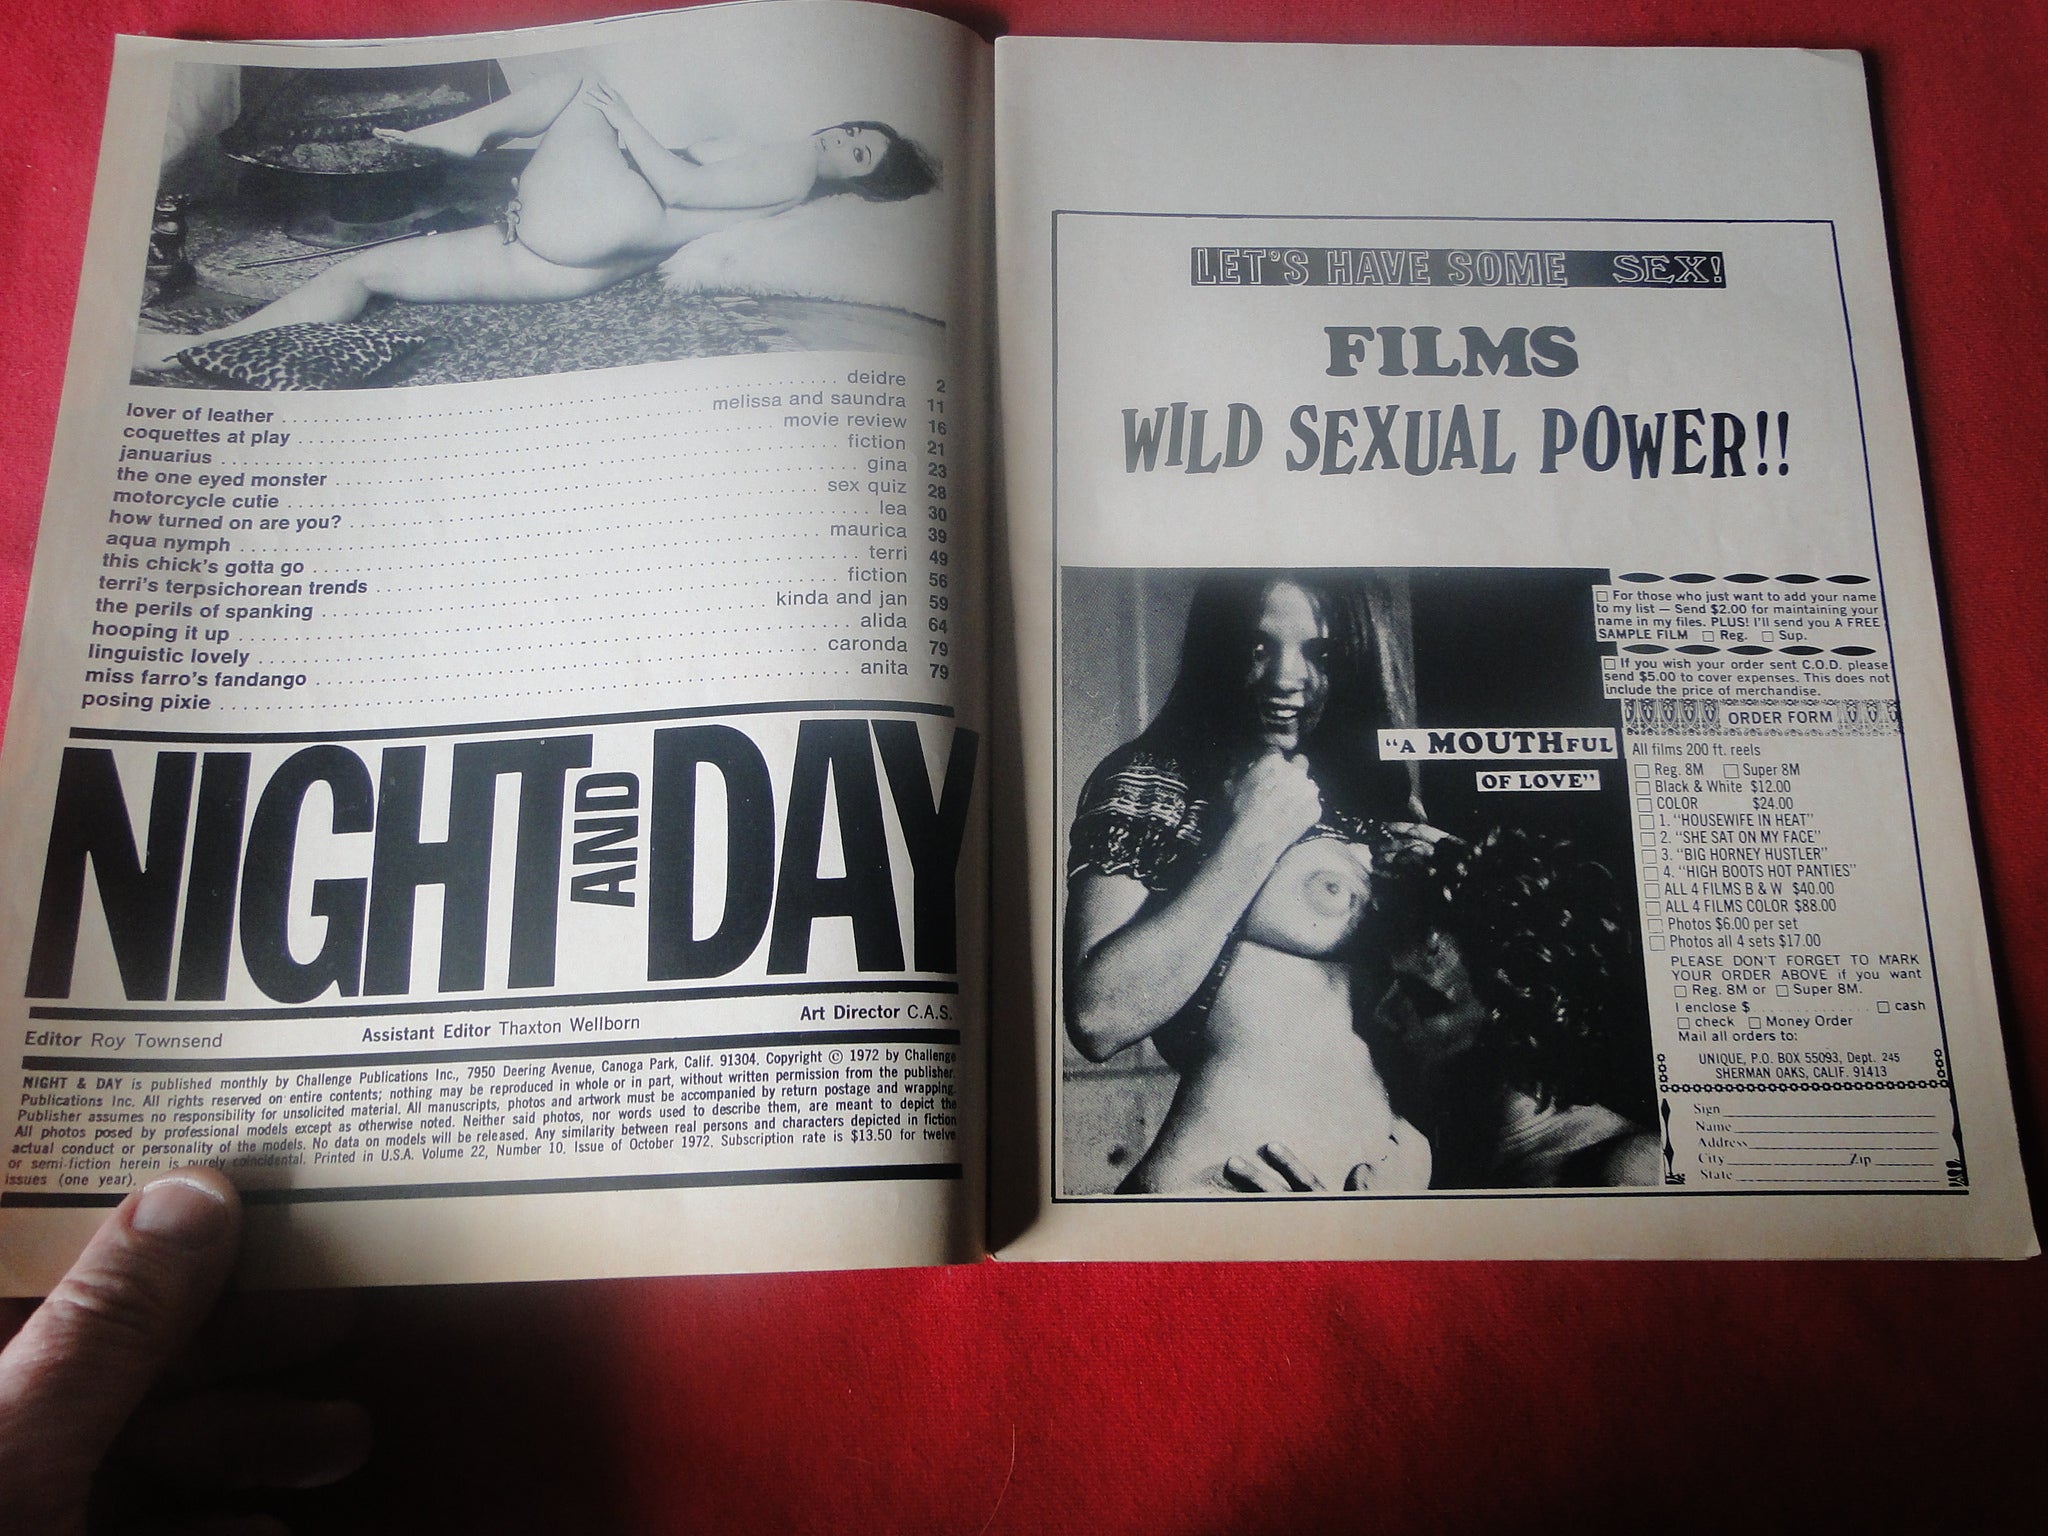 lover of leather deidre 2
coquettes at play melissa and saundra 11
januarius movie review 16
the one eyed monster fiction 21
motorcycle cutie gina 23
how turned on are you? sex quiz 28
aqua nymph lea 30
this chick's gotta go maurica 39
terri's terpsichorean trends terri 49
the perils of spanking fiction 56
hooping it up kinda and jan 59
linguistic lovely alida 64
miss farro's fandango caronda 79
posing pixie anita 79
NIGHT AND DAY
Editor Roy Townsend Assistant Editor Thaxton Wellborn Art Director C.A.S.
NIGHT & DAY is published monthly by Challenge Publications Inc., 7950 Deering Avenue, Canoga Park, Calif. 91304. Copyright © 1972 by Challenge
Publications Inc. All rights reserved on entire contents; nothing may be reproduced in whole or in part, without written permission from the publisher.
Publisher assumes no responsibility for unsolicited material. All manuscripts, photos and artwork must be accompanied by return postage and wrapping.
All photos posed by professional models except as otherwise noted. Neither said photos, nor words used to describe them, are meant to depict the
actual conduct or personality of the models. No data on models will be released. Any similarity between real persons and characters depicted in fiction
or semi-fiction herein is purely coincidental. Printed in U.S.A. Volume 22, Number 10. Issue of October 1972. Subscription rate is $13.50 for twelve
issues (one year).
LET'S HAVE SOME SEX!
FILMS
WILD SEXUAL POWER!!
"A MOUTHFUL
OF LOVE"
For those who just want to add your name
to my list — Send $2.00 for maintaining your
name in my files. PLUS! I'll send you A FREE
SAMPLE FILM Reg. Sup.
If you wish your order sent C.O.D. please
send $5.00 to cover expenses. This does not
include the price of merchandise.
ORDER FORM
All films 200 ft. reels
Reg. 8M Super 8M
Black & White $12.00
COLOR $24.00
1. "HOUSEWIFE IN HEAT"
2. "SHE SAT ON MY FACE"
3. "BIG HORNEY HUSTLER"
4. "HIGH BOOTS HOT PANTIES"
ALL 4 FILMS B & W $40.00
ALL 4 FILMS COLOR $88.00
Photos $6.00 per set
Photos all 4 sets $17.00
PLEASE DON'T FORGET TO MARK
YOUR ORDER ABOVE if you want
Reg. 8M or Super 8M.
I enclose $ cash
check Money Order
Mail all orders to:
UNIQUE, P.O. BOX 55093, Dept. 245
SHERMAN OAKS, CALIF. 91413
Sign
Name
Address
City Zip
State